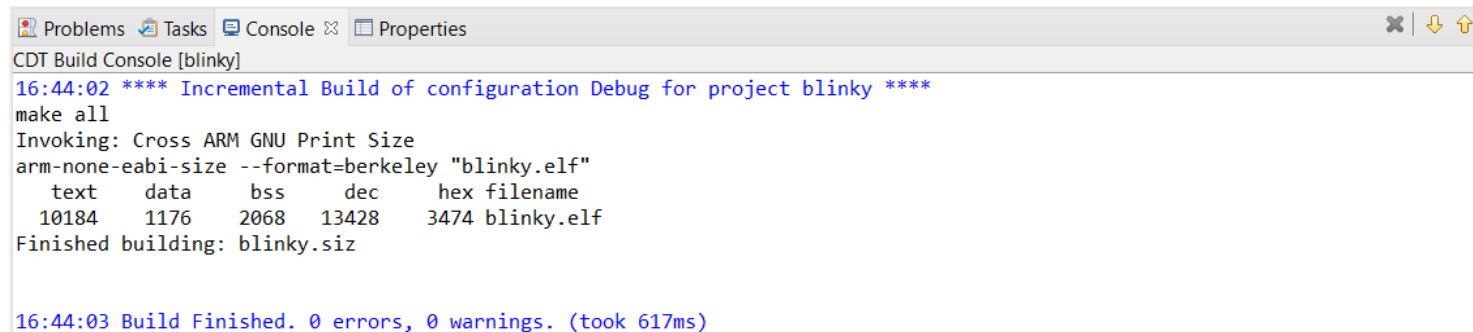 Problems Tasks Console Properties
CDT Build Console [blinky]
16:44:02 **** Incremental Build of configuration Debug for project blinky ****
make all
Invoking: Cross ARM GNU Print Size
arm-none-eabi-size --format=berkeley "blinky.elf"
   text    data     bss     dec     hex filename
  10184    1176    2068   13428    3474 blinky.elf
Finished building: blinky.siz
16:44:03 Build Finished. 0 errors, 0 warnings. (took 617ms)